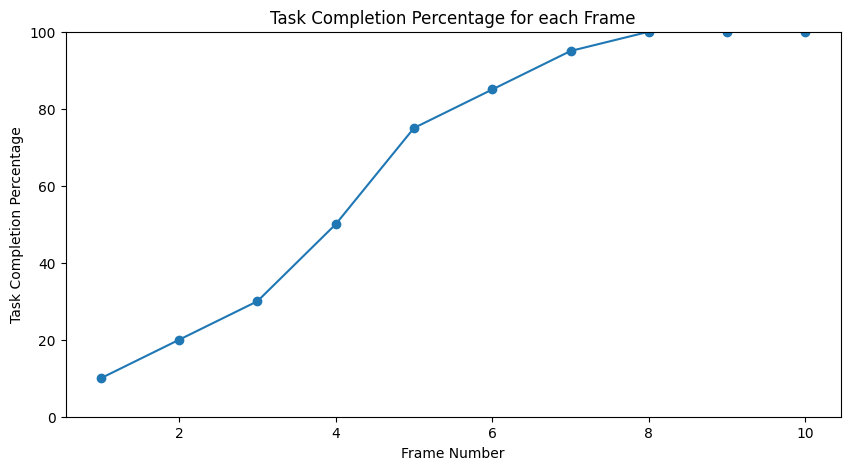 Task Completion Percentage for each Frame
100
80
60
40
20
0
Task Completion Percentage
2 4 6 8 10
Frame Number